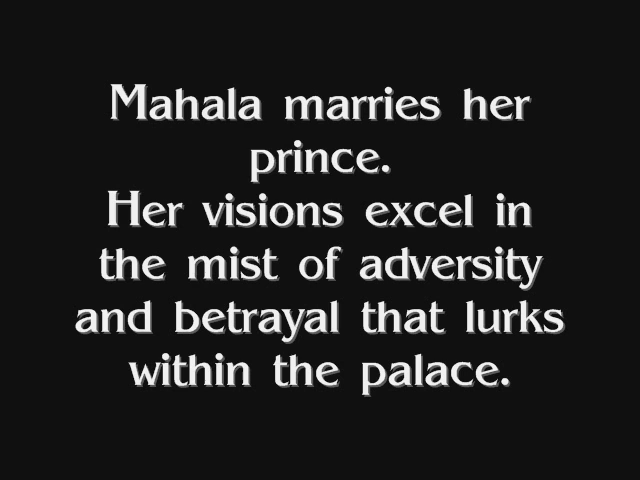 Mahala marries her
prince.
Her visions excel in
the mist of adversity
and betrayal that lurks
within the palace.